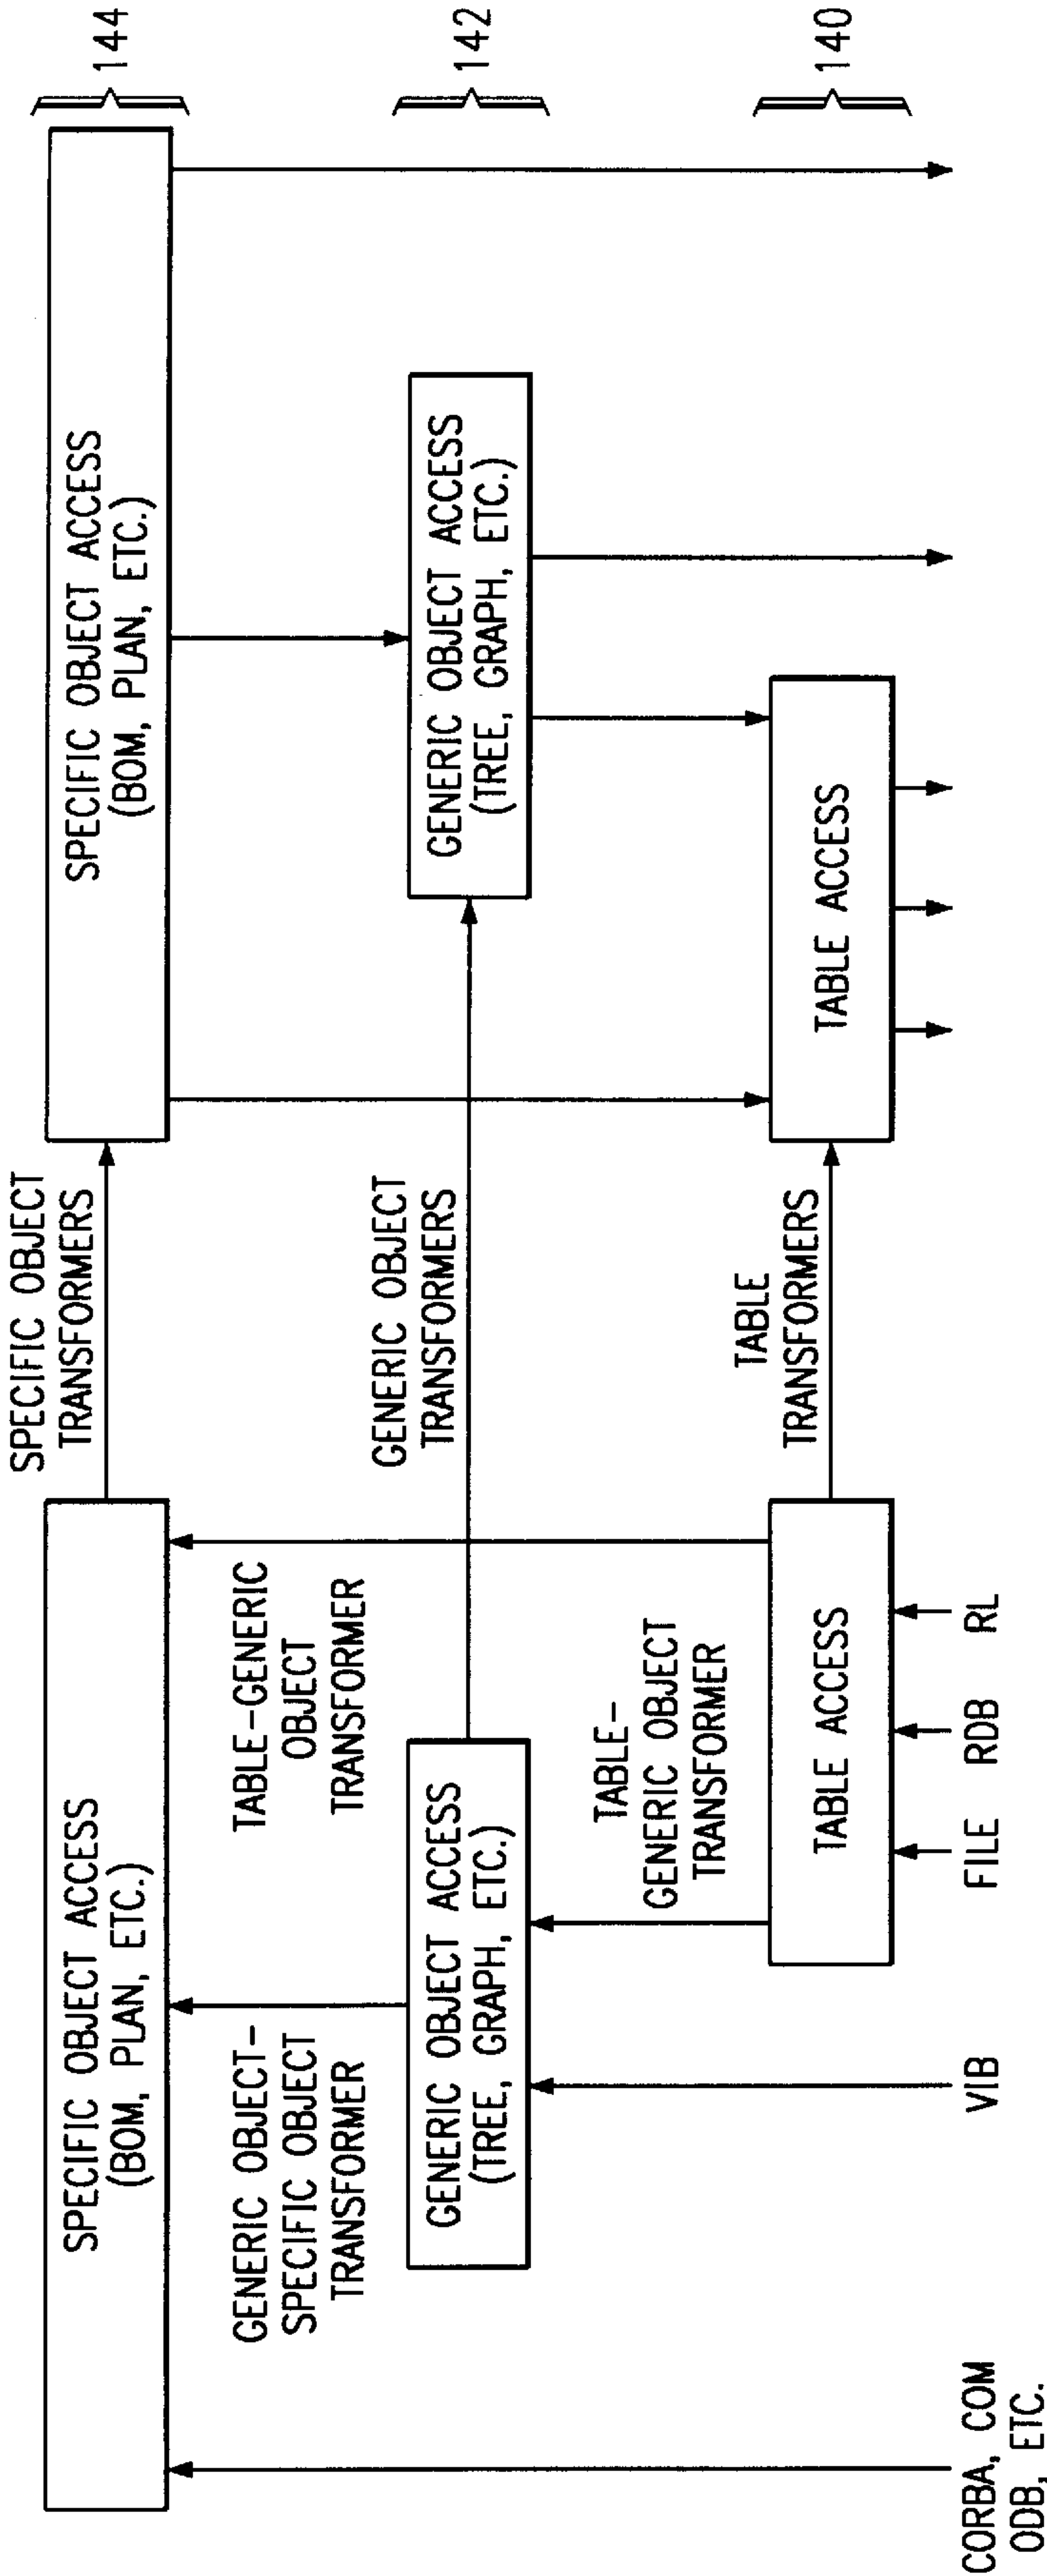 SPECIFIC OBJECT
TRANSFORMERS
SPECIFIC OBJECT ACCESS
(BOM, PLAN, ETC.)
SPECIFIC OBJECT ACCESS
(BOM, PLAN, ETC.)
144
GENERIC OBJECT-
SPECIFIC OBJECT
TRANSFORMER
TABLE-GENERIC
OBJECT
TRANSFORMER
GENERIC OBJECT
TRANSFORMERS
GENERIC OBJECT ACCESS
(TREE, GRAPH, ETC.)
GENERIC OBJECT ACCESS
(TREE, GRAPH, ETC.)
142
TABLE-
GENERIC OBJECT
TRANSFORMER
TABLE
TRANSFORMERS
TABLE ACCESS
TABLE ACCESS
140
CORBA, COM
ODB, ETC.
VIB
FILE
RDB
RL